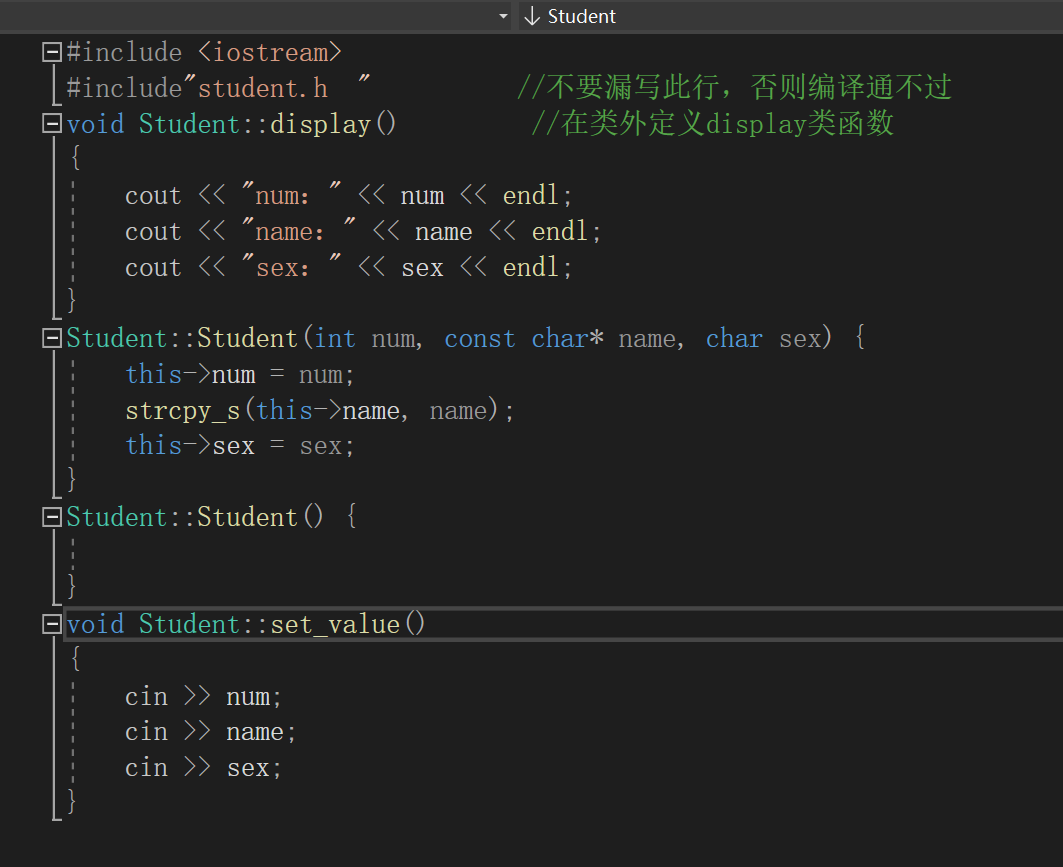 Student
#include <iostream>
#include"student.h  "          //不要漏写此行，否则编译通不过
void Student::display()         //在类外定义display类函数
{
    cout << "num：" << num << endl;
    cout << "name：" << name << endl;
    cout << "sex：" << sex << endl;
}
Student::Student(int num, const char* name, char sex) {
    this->num = num;
    strcpy_s(this->name, name);
    this->sex = sex;
}
Student::Student() {
}
void Student::set_value()
{
    cin >> num;
    cin >> name;
    cin >> sex;
}